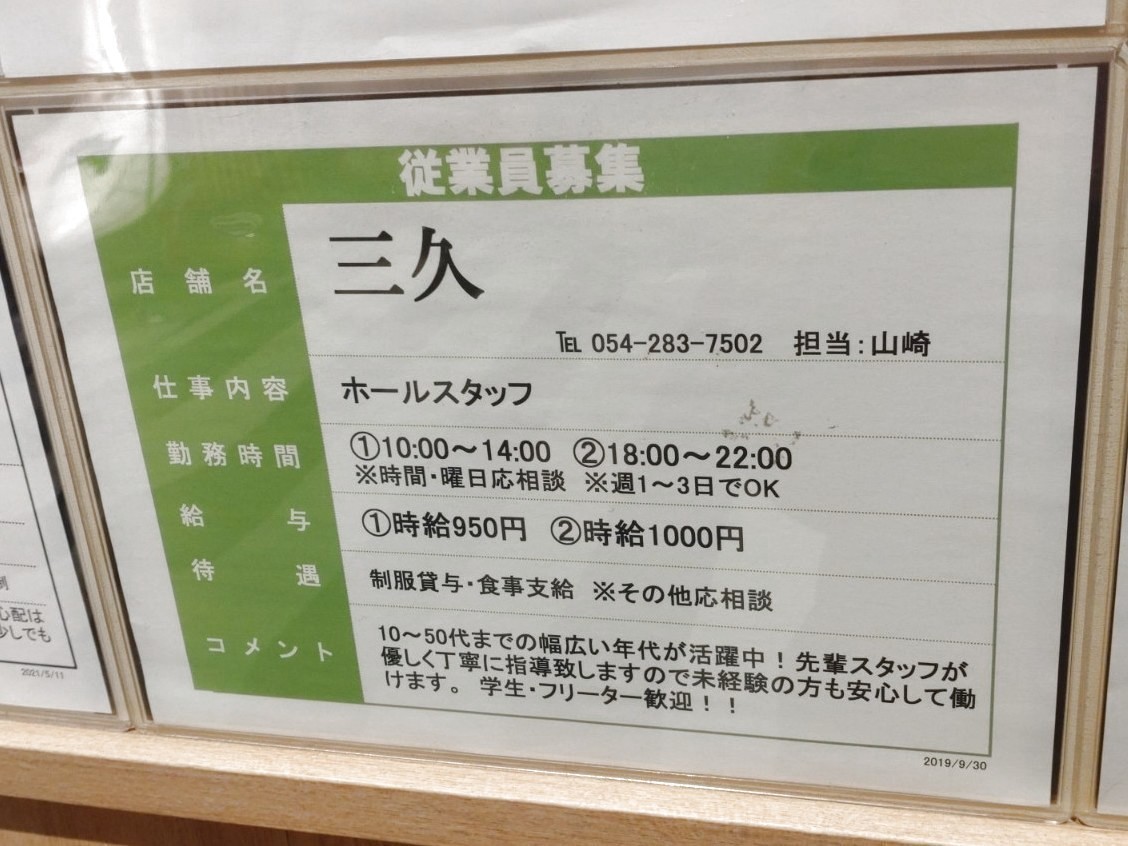 従業員募集
店舗名
三久
℡ 054-283-7502 担当:山崎
仕事内容
ホールスタッフ
勤務時間
①10:00～14:00 ②18:00～22:00
※時間・曜日応相談 ※週1～3日でOK
給与
①時給950円 ②時給1000円
待遇
制服貸与・食事支給 ※その他応相談
コメント
10～50代までの幅広い年代が活躍中！先輩スタッフが
優しく丁寧に指導致しますので未経験の方も安心して働
けます。 学生・フリーター歓迎！！
2019/9/30
心配は
少しでも
2021/5/11